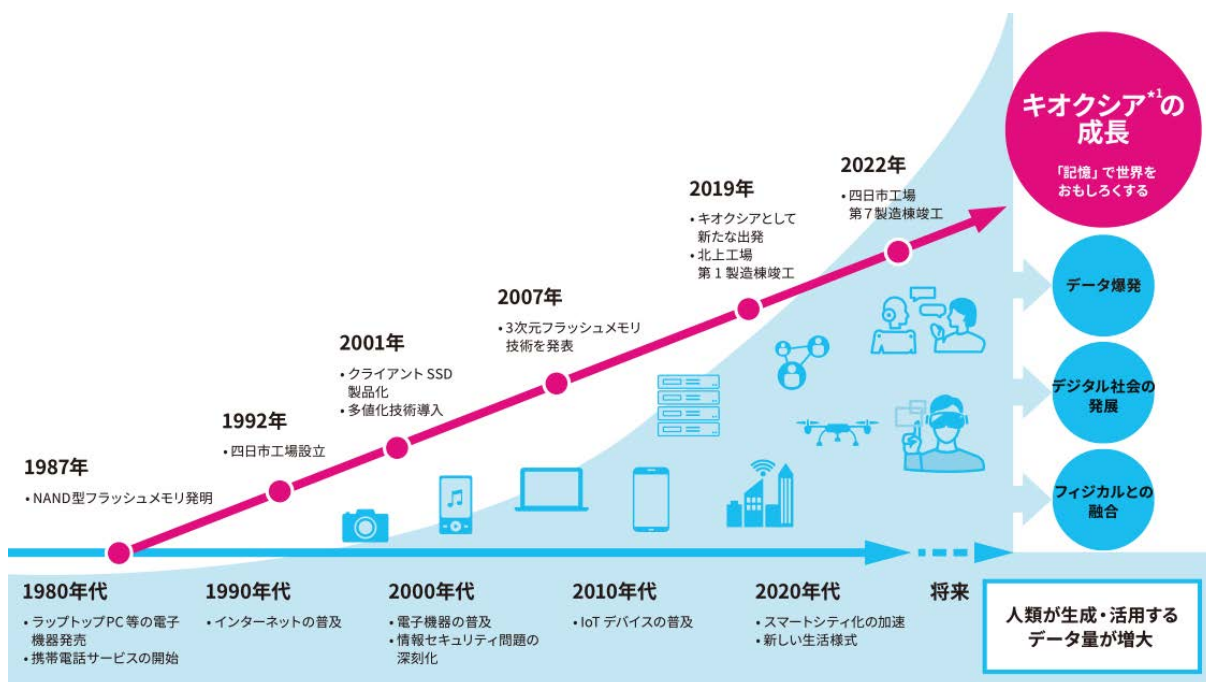 キオクシア★1の
成長
「記憶」で世界を
おもしろくする
2022年
・四日市工場
第7製造棟竣工
2019年
・キオクシアとして
新たな出発
・北上工場
第1製造棟竣工
2007年
・3次元フラッシュメモリ
技術を発表
2001年
・クライアントSSD
製品化
・多値化技術導入
1992年
・四日市工場設立
1987年
・NAND型フラッシュメモリ発明
データ爆発
デジタル社会の
発展
フィジカルとの
融合
1980年代
・ラップトップPC等の電子
機器発売
・携帯電話サービスの開始
1990年代
・インターネットの普及
2000年代
・電子機器の普及
・情報セキュリティ問題の
深刻化
2010年代
・IoTデバイスの普及
2020年代
・スマートシティ化の加速
・新しい生活様式
将来
人類が生成・活用する
データ量が増大